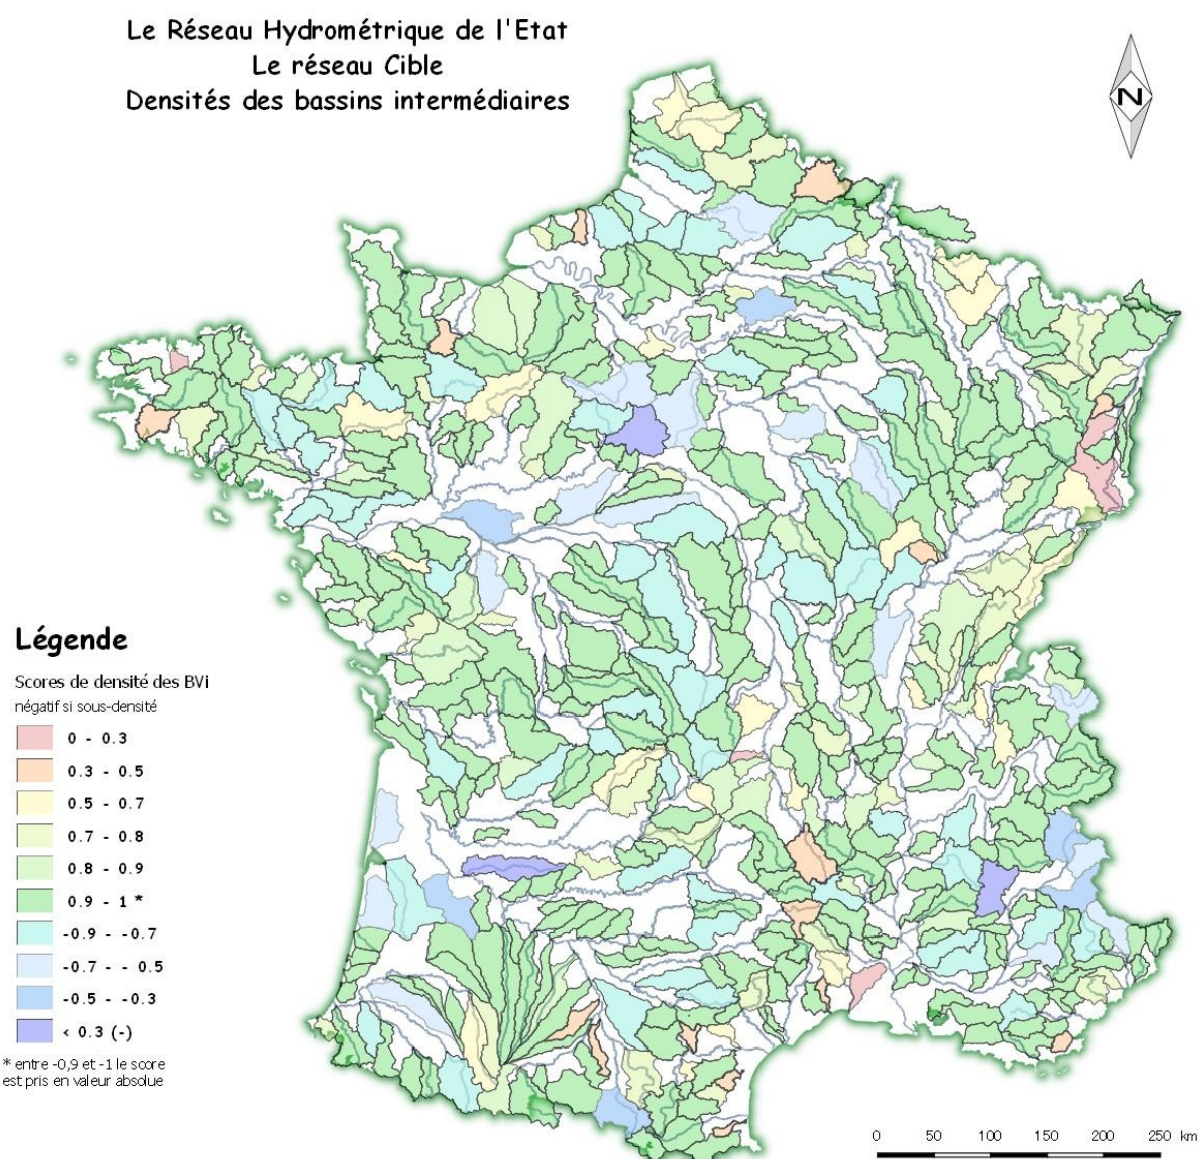 Le Réseau Hydrométrique de l'Etat
Le réseau Cible
Densités des bassins intermédiaires
N
Légende
Scores de densité des BVi
négatif si sous-densité
0 - 0.3
0.3 - 0.5
0.5 - 0.7
0.7 - 0.8
0.8 - 0.9
0.9 - 1 *
-0.9 - -0.7
-0.7 - - 0.5
-0.5 - -0.3
< 0.3 (-)
* entre -0,9 et -1 le score
est pris en valeur absolue
0 50 100 150 200 250 km